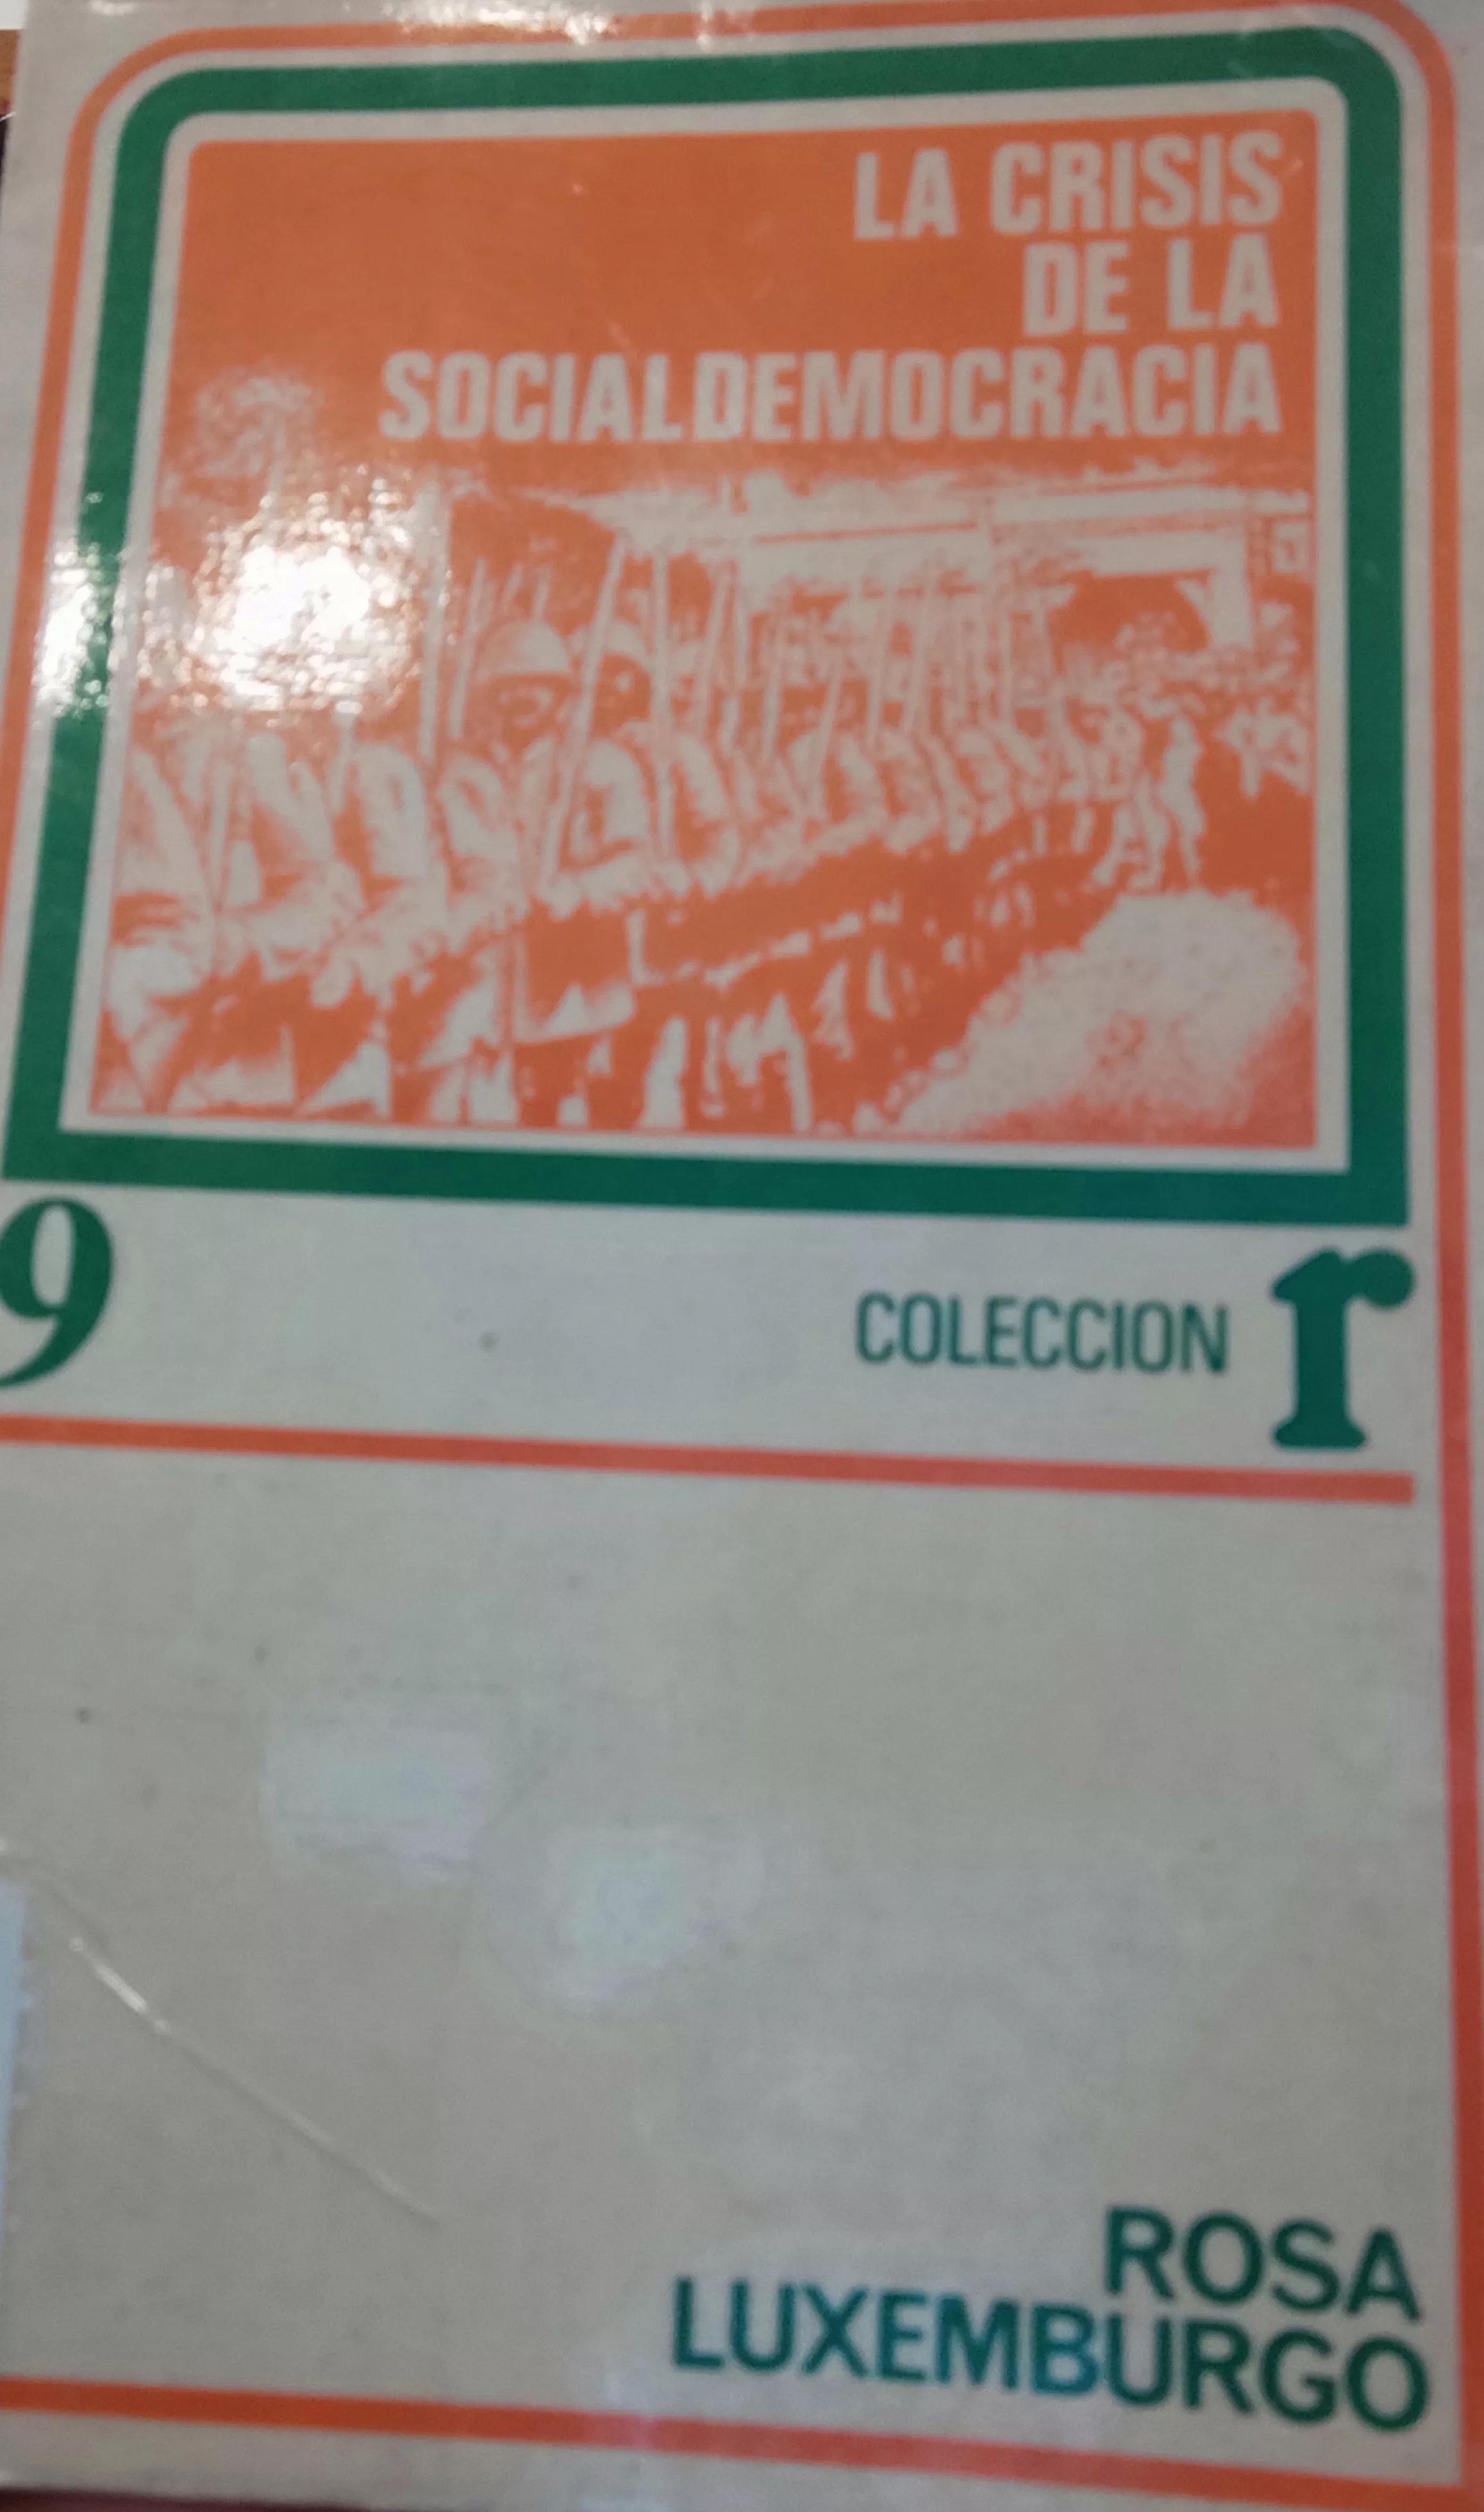 LA CRISIS
DE LA
SOCIALDEMOCRACIA
9
COLECCION r
ROSA
LUXEMBURGO